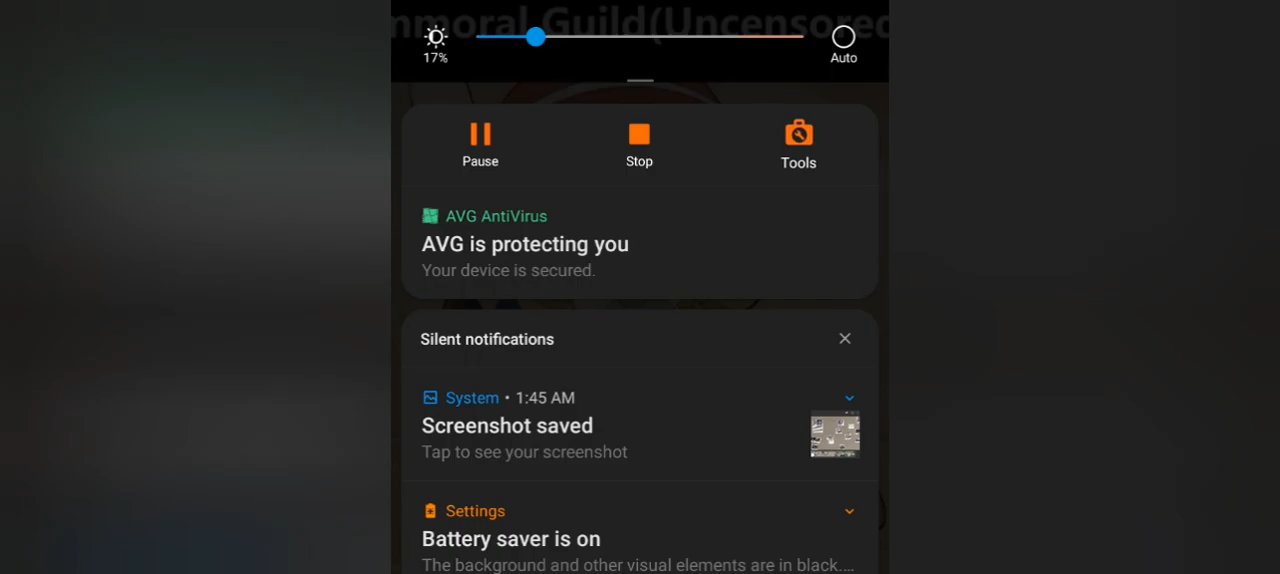 mmoral Guild(Uncensored
17%
Auto
Pause
Stop
Tools
AVG AntiVirus
AVG is protecting you
Your device is secured.
Silent notifications
System • 1:45 AM
Screenshot saved
Tap to see your screenshot
Settings
Battery saver is on
The background and other visual elements are in black....